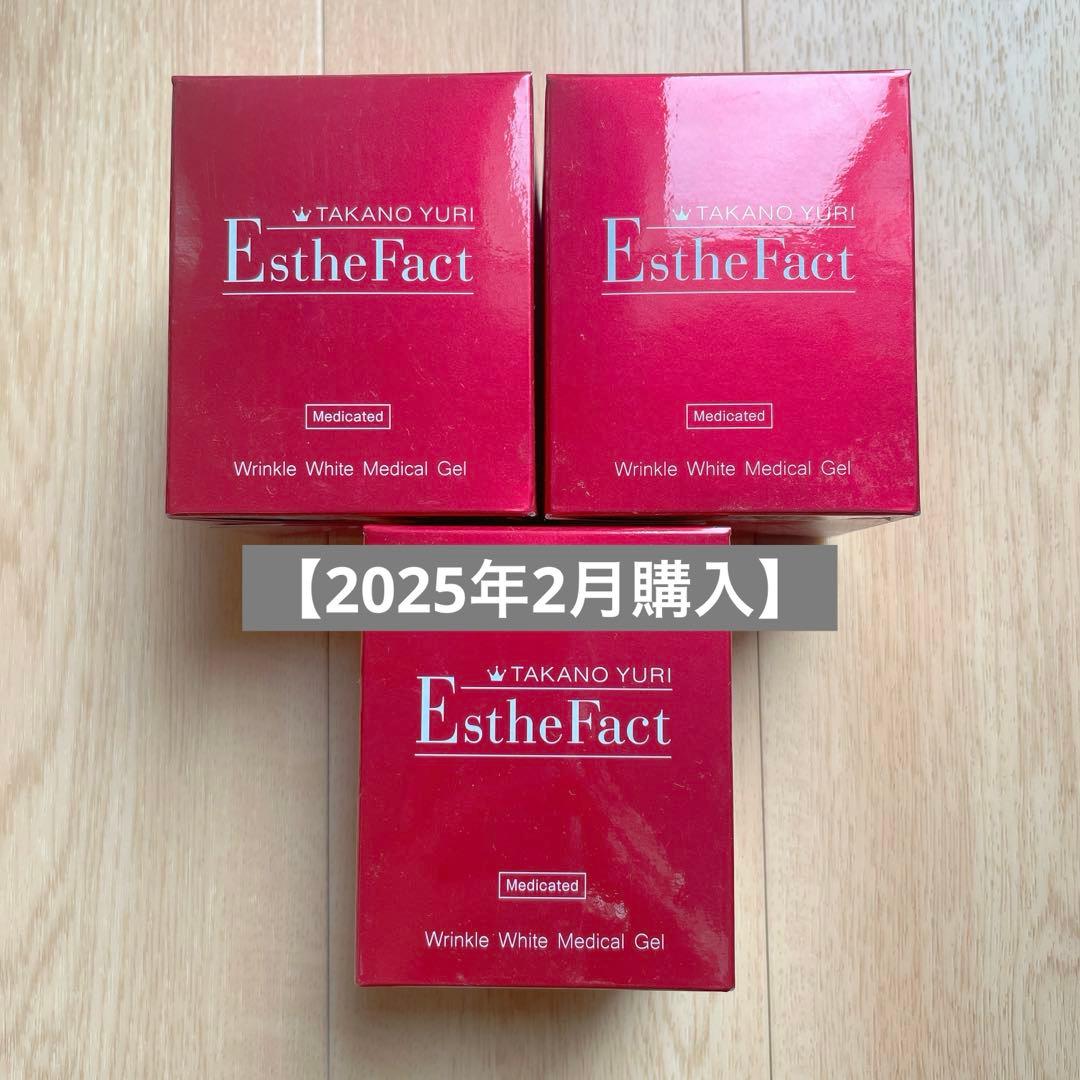 TAKANO YURI
EstheFact
Medicated
Wrinkle White Medical Gel
TAKANO YURI
EstheFact
Medicated
Wrinkle White Medical Gel
【2025年2月購入】
TAKANO YURI
EstheFact
Medicated
Wrinkle White Medical Gel